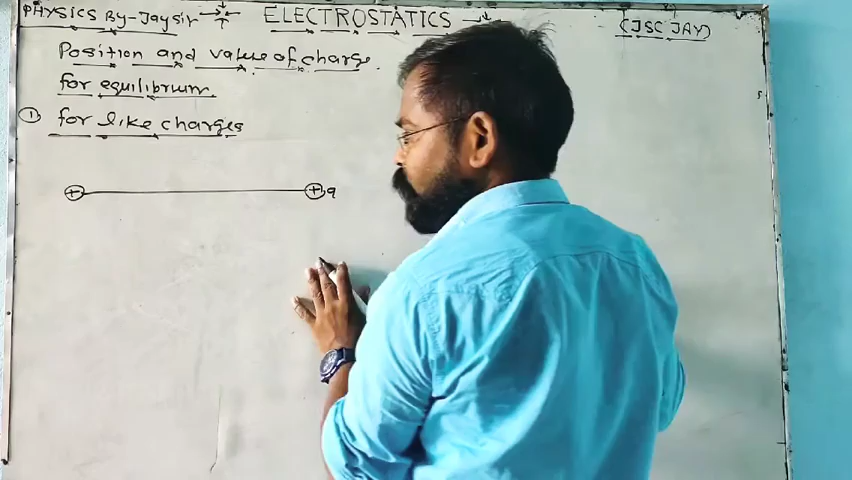 PHYSICS By-Jaysir ELECTROSTATICS (JSC JAY)
Position and value of charge
for equilibrium.
① for like charges
+ + q